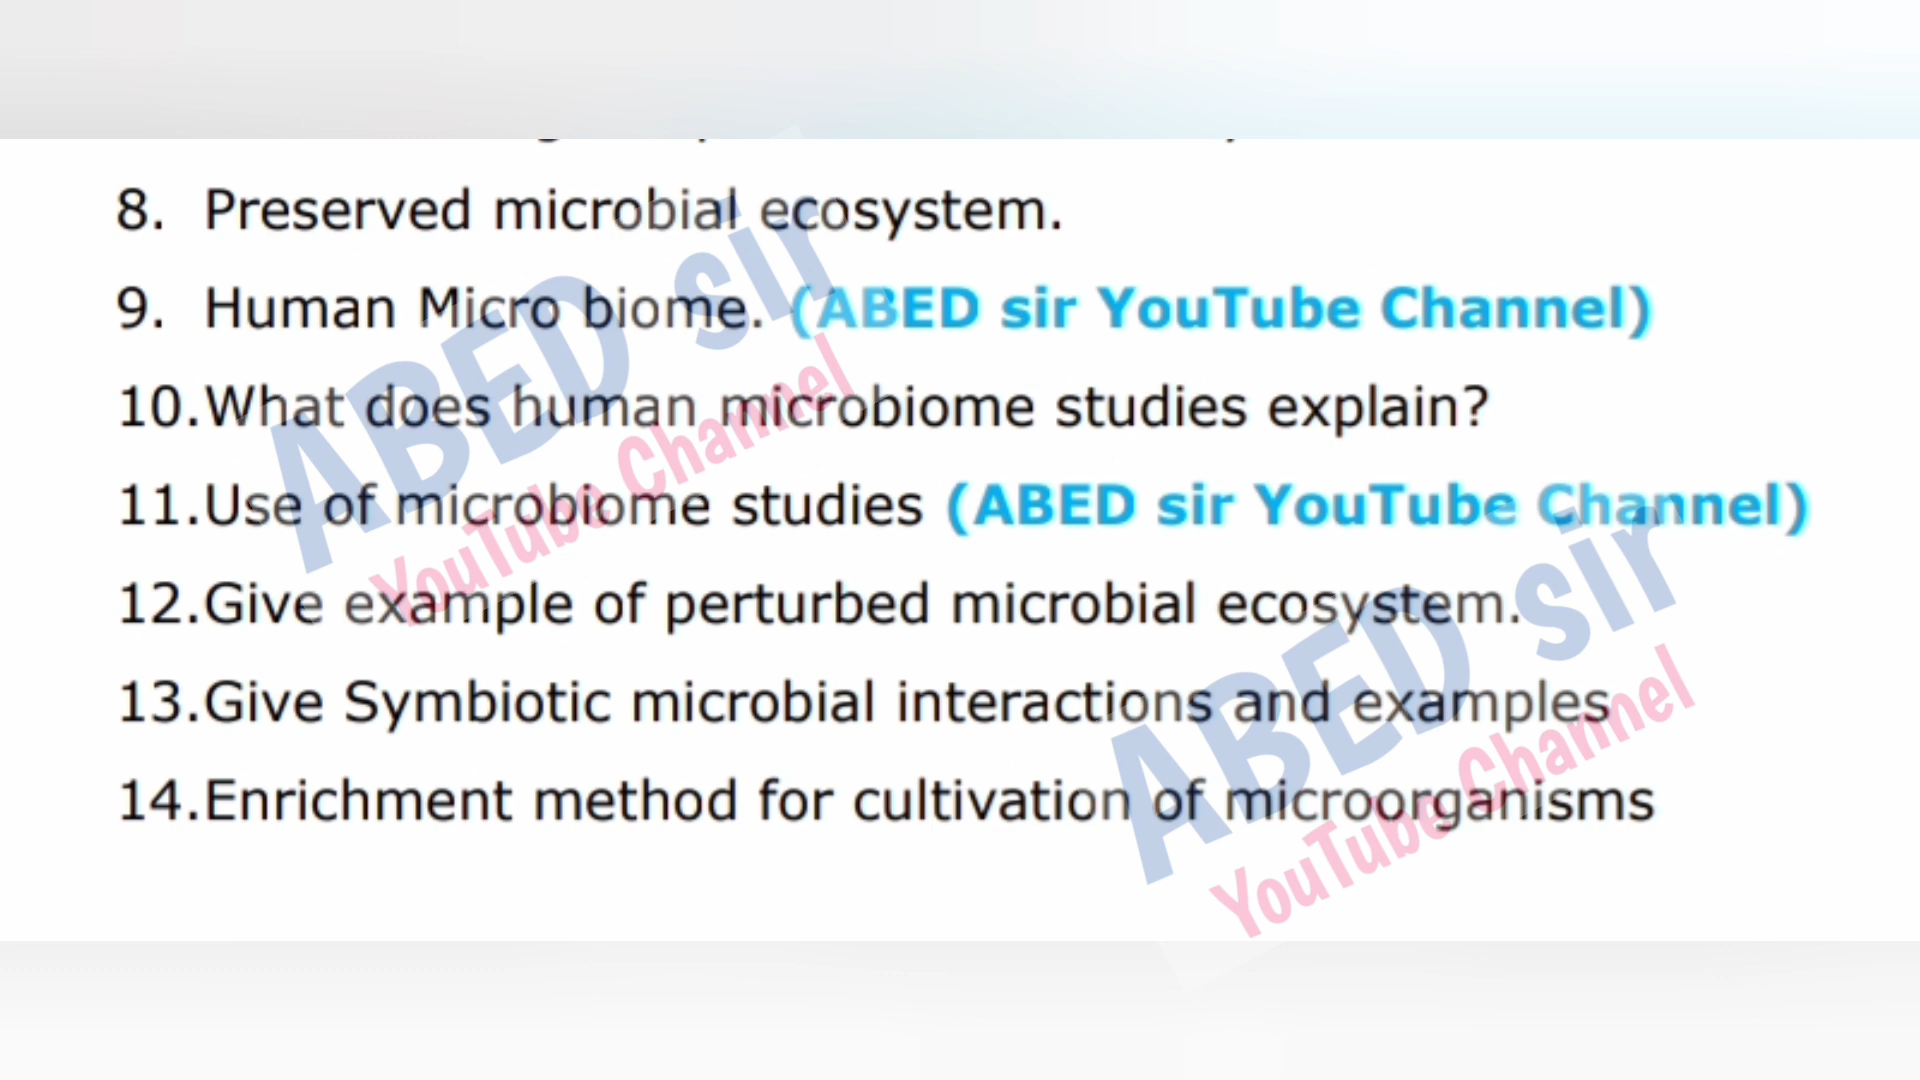 8. Preserved microbial ecosystem.
9. Human Micro biome. (ABED sir YouTube Channel)
10.What does human microbiome studies explain?
11.Use of microbiome studies (ABED sir YouTube Channel)
12.Give example of perturbed microbial ecosystem.
13.Give Symbiotic microbial interactions and examples
14.Enrichment method for cultivation of microorganisms
ABED sir
YouTube Channel
ABED sir
YouTube Channel